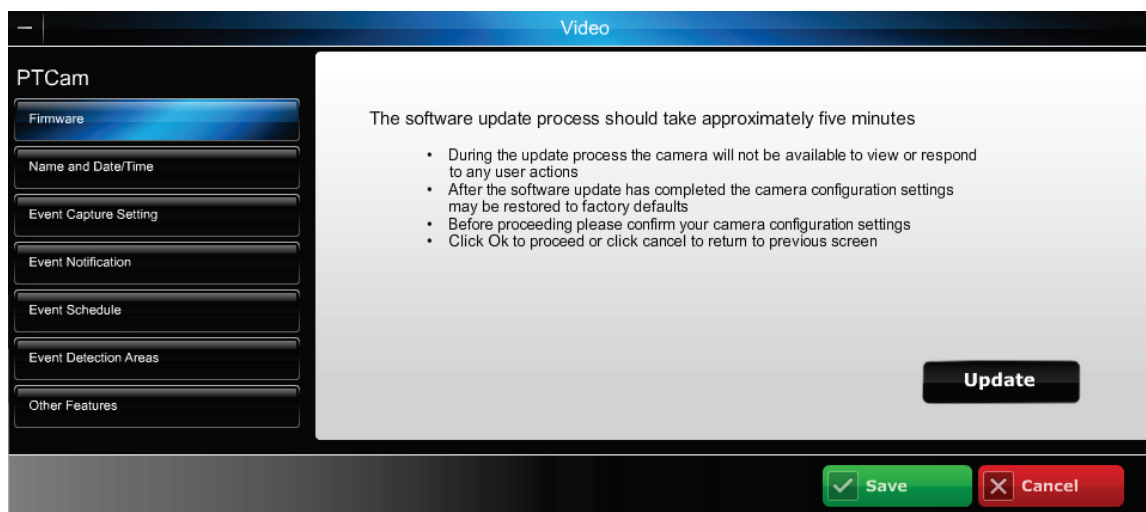 Video
PTCam
Firmware
Name and Date/Time
Event Capture Setting
Event Notification
Event Schedule
Event Detection Areas
Other Features
The software update process should take approximately five minutes
• During the update process the camera will not be available to view or respond
to any user actions
• After the software update has completed the camera configuration settings
may be restored to factory defaults
• Before proceeding please confirm your camera configuration settings
• Click Ok to proceed or click cancel to return to previous screen
Update
Save
Cancel